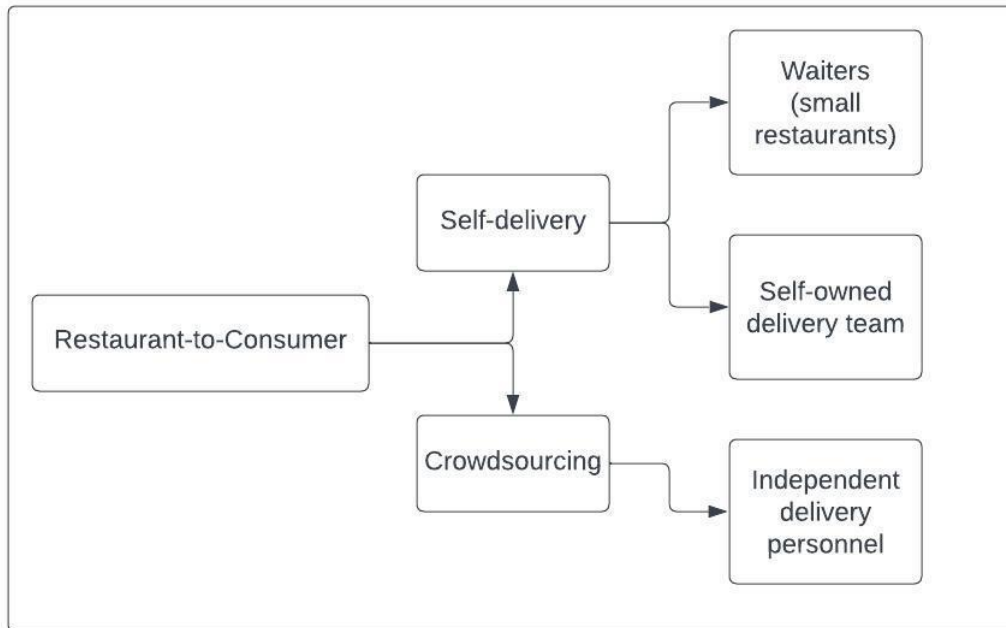 Waiters
(small
restaurants)
Self-delivery
Self-owned
delivery team
Restaurant-to-Consumer
Crowdsourcing
Independent
delivery
personnel